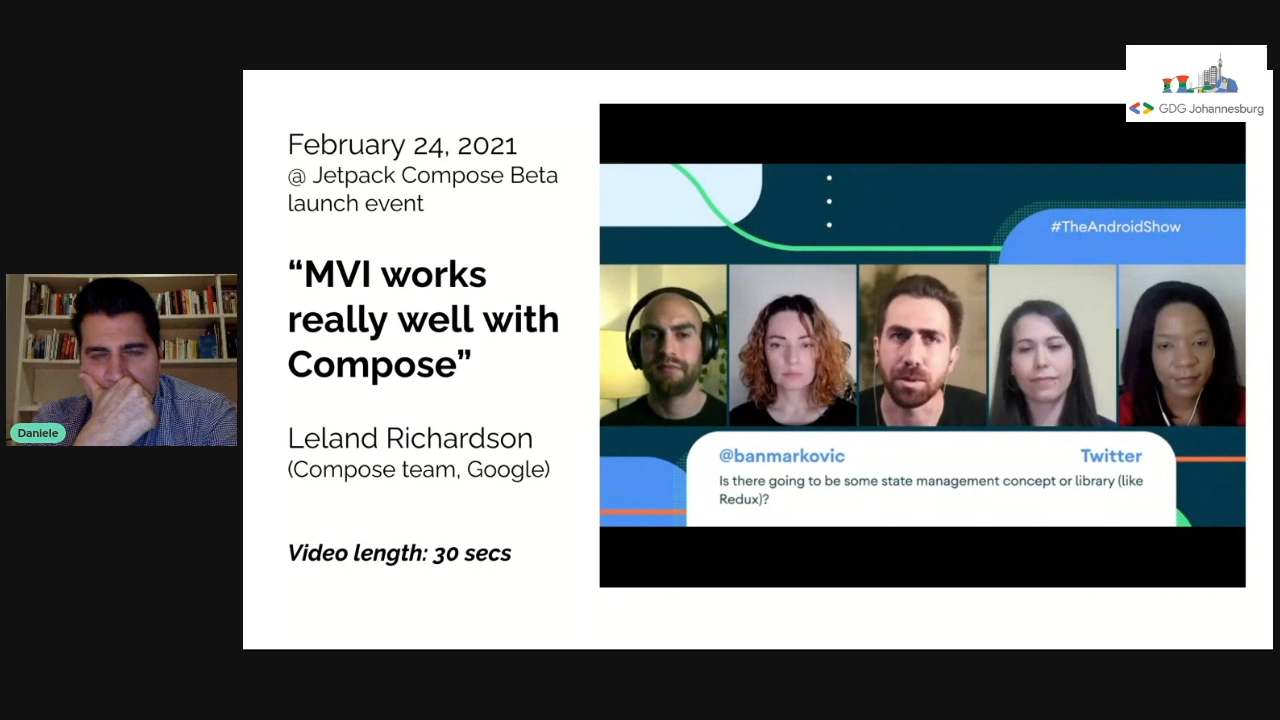 GDG Johannesburg
February 24, 2021
@ Jetpack Compose Beta
launch event
“MVI works
really well with
Compose”
Leland Richardson
(Compose team, Google)
Video length: 30 secs
#TheAndroidShow
@banmarkovic
Twitter
Is there going to be some state management concept or library (like
Redux)?
Daniele